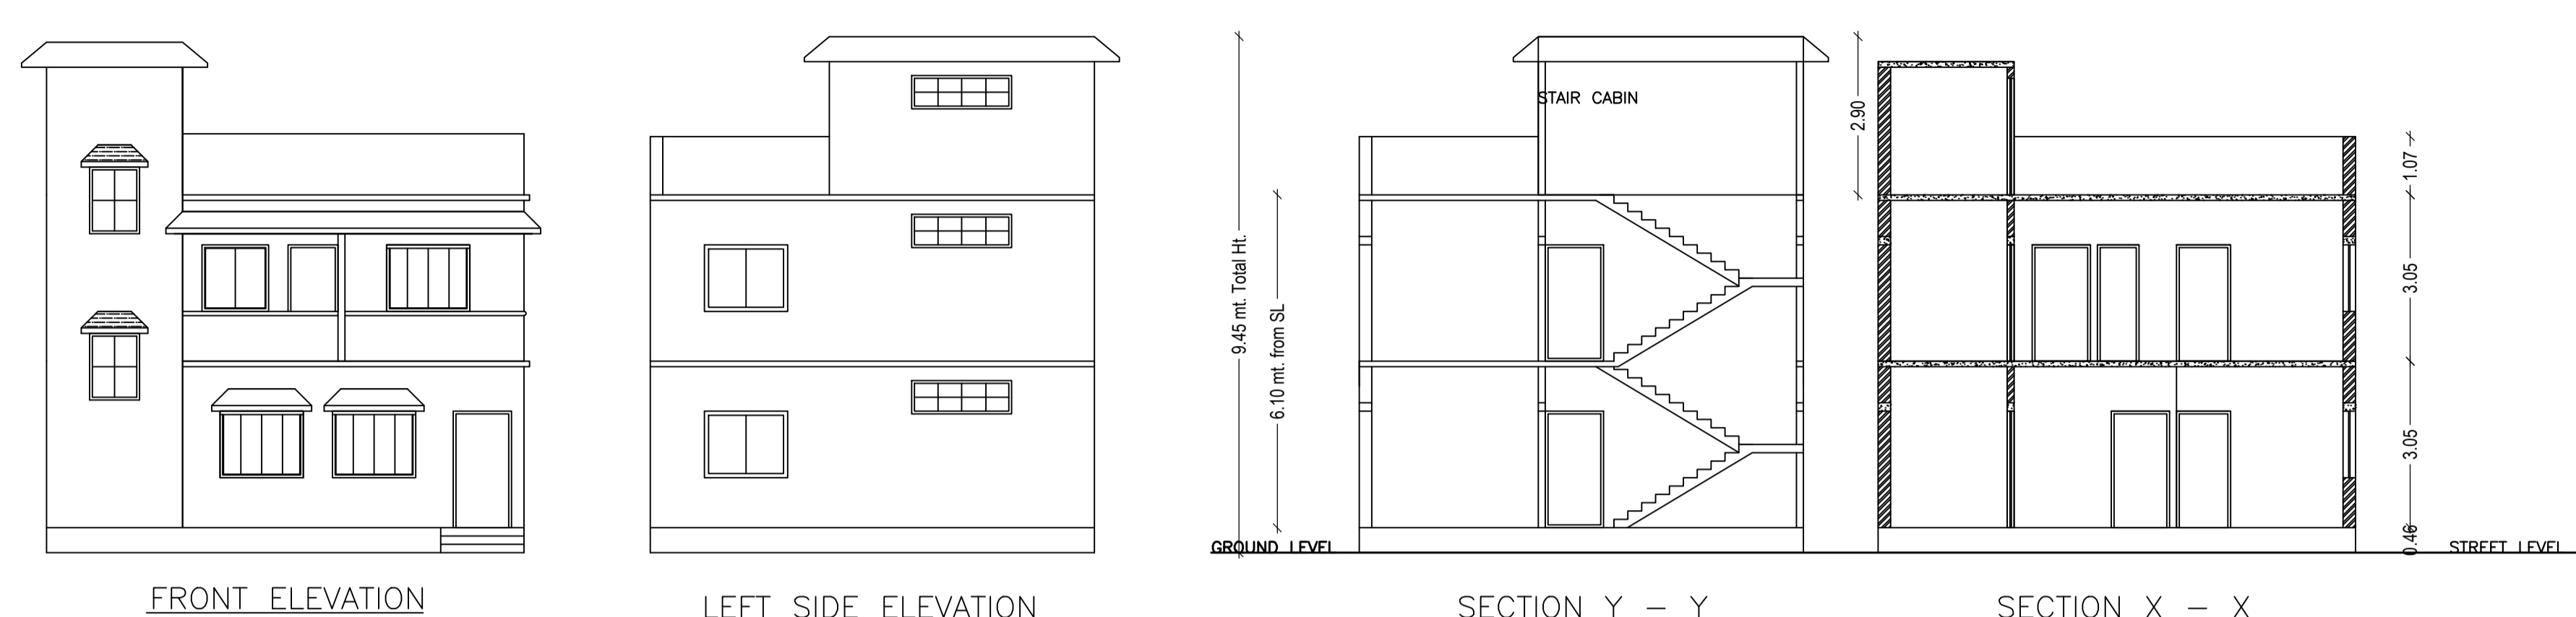 STAIR CABIN
9.45 mt. Total Ht.
6.10 mt. from SL
2.90
1.07
3.05
3.05
0.46
GROUND LEVEL
STREET LEVEL
FRONT ELEVATION
LEFT SIDE ELEVATION
SECTION Y - Y
SECTION X - X